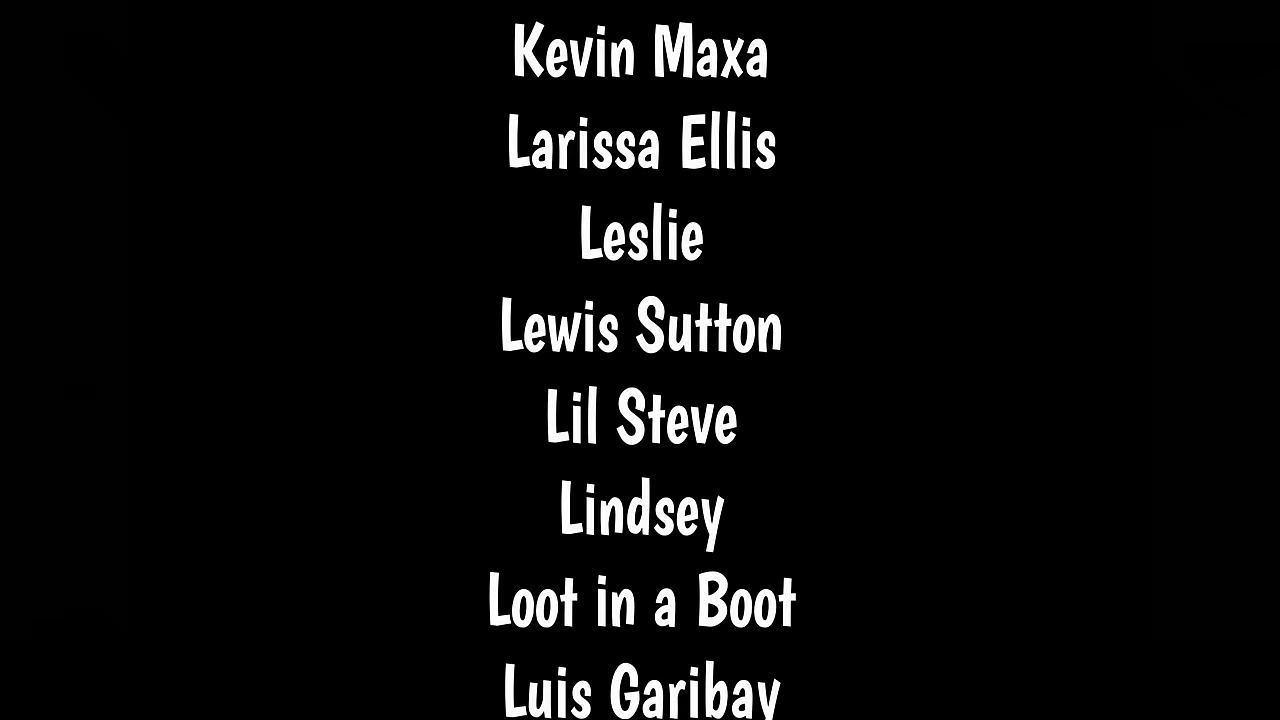 Kevin Maxa
Larissa Ellis
Leslie
Lewis Sutton
Lil Steve
Lindsey
Loot in a Boot
Luis Garibay